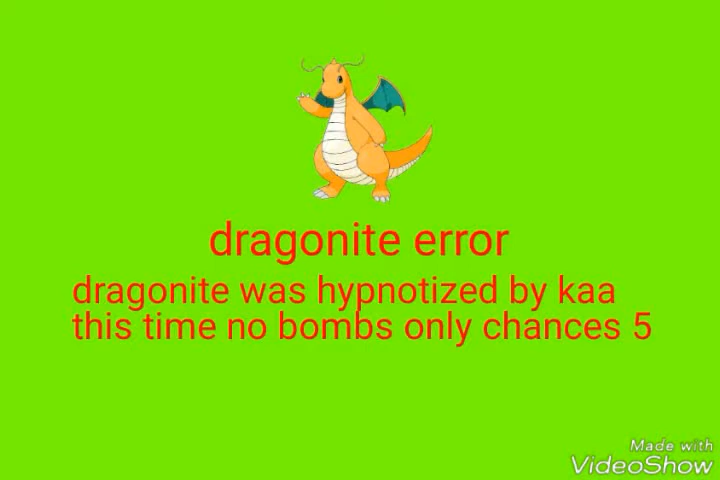 dragonite error
dragonite was hypnotized by kaa
this time no bombs only chances 5
Made with
VideoShow